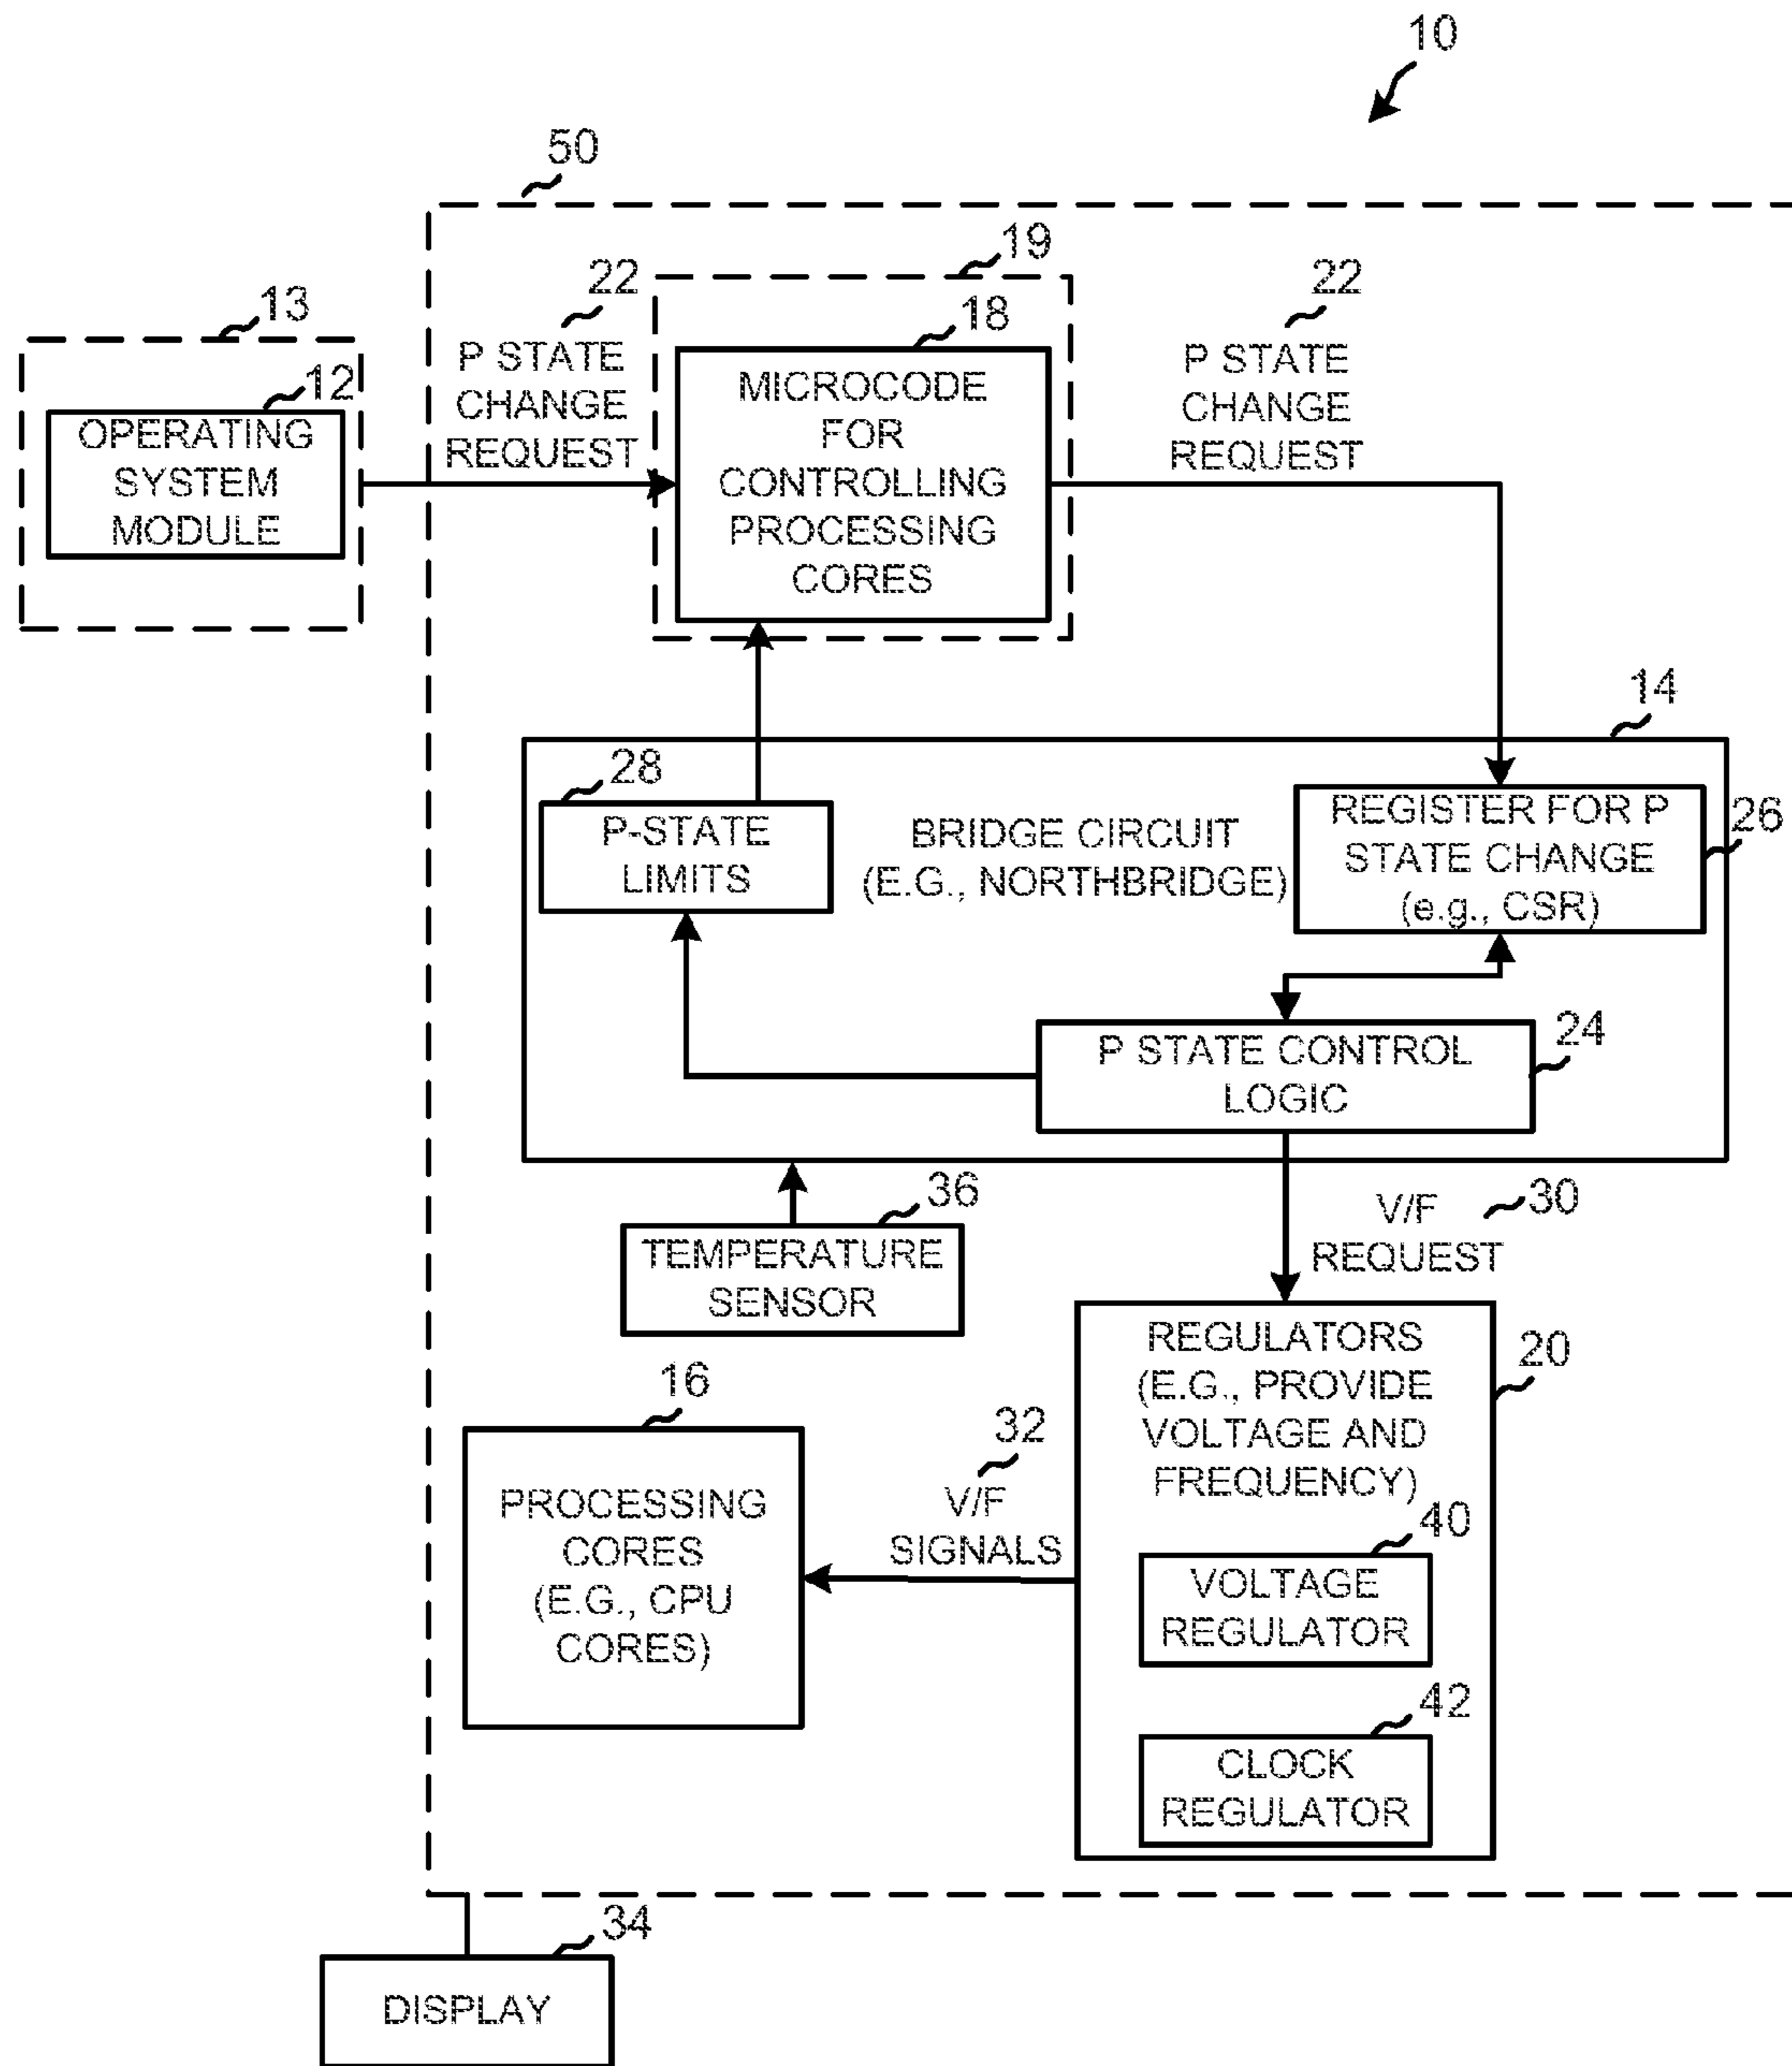 10
50
19
22
22
13
18
P STATE
CHANGE
REQUEST
P STATE
CHANGE
REQUEST
12
OPERATING
SYSTEM
MODULE
MICROCODE
FOR
CONTROLLING
PROCESSING
CORES
14
28
P-STATE
LIMITS
BRIDGE CIRCUIT
(E.G., NORTHBRIDGE)
REGISTER FOR P
STATE CHANGE
(e.g., CSR)
26
P STATE CONTROL
LOGIC
24
36
TEMPERATURE
SENSOR
V/F
REQUEST
30
REGULATORS
(E.G., PROVIDE
VOLTAGE AND
FREQUENCY)
20
16
PROCESSING
CORES
(E.G., CPU
CORES)
32
V/F
SIGNALS
40
VOLTAGE
REGULATOR
42
CLOCK
REGULATOR
34
DISPLAY